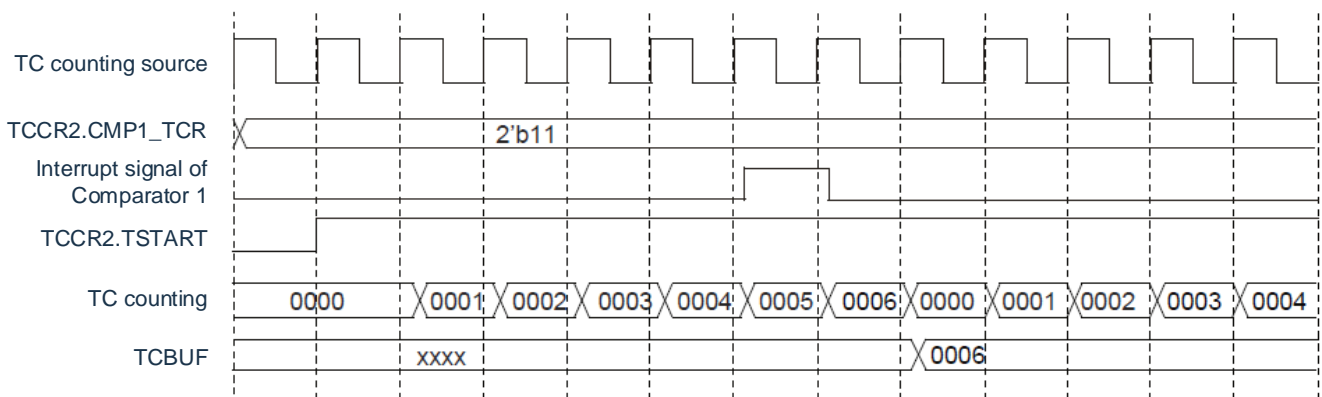 TC counting source
TCCR2.CMP1_TCR
2'b11
Interrupt signal of
Comparator 1
TCCR2.TSTART
TC counting
0000 0001 0002 0003 0004 0005 0006 0000 0001 0002 0003 0004
TCBUF
xxxx 0006